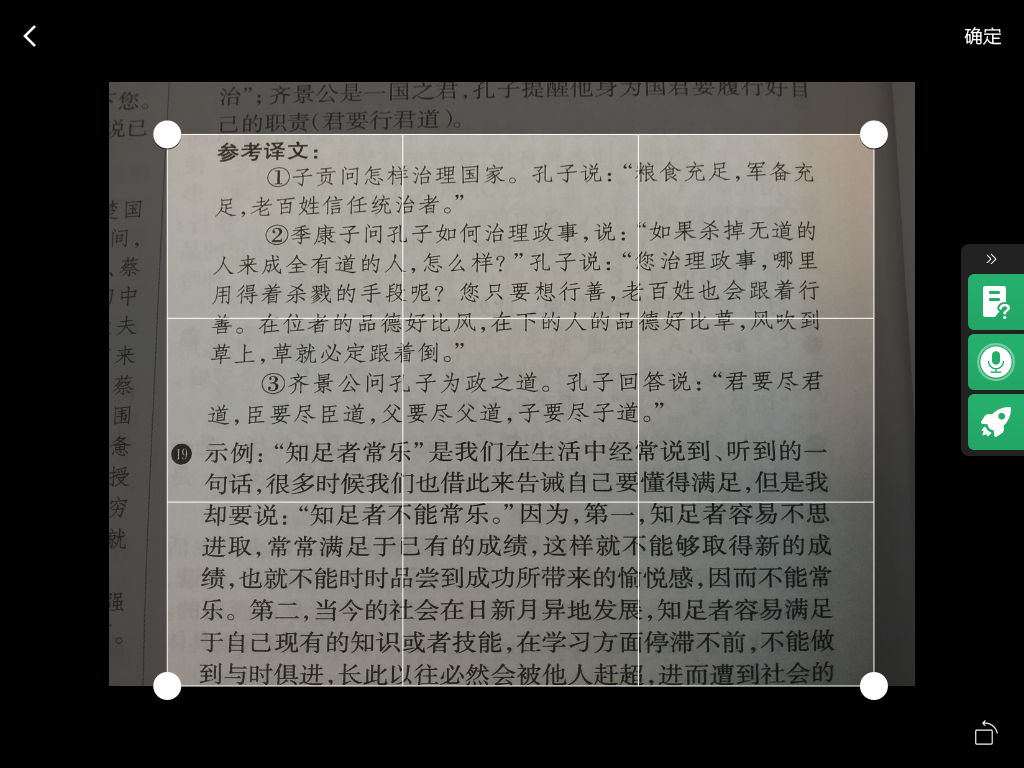 确定
下您。
说已
楚国
间，
、蔡
中
夫
来
蔡
围
惫
授
穷
就
强
。
治”；齐景公是一国之君，孔子提醒他身为国君要履行好自
己的职责（君要行君道）。
参考译文：
①子贡问怎样治理国家。孔子说：“粮食充足，军备充
足，老百姓信任统治者。”
②季康子问孔子如何治理政事，说：“如果杀掉无道的
人来成全有道的人，怎么样？”孔子说：“您治理政事，哪里
用得着杀戮的手段呢？您只要想行善，老百姓也会跟着行
善。在位者的品德好比风，在下的人的品德好比草，风吹到
草上，草就必定跟着倒。”
③齐景公问孔子为政之道。孔子回答说：“君要尽君
道，臣要尽臣道，父要尽父道，子要尽子道。”
19 示例：“知足者常乐”是我们在生活中经常说到、听到的一
句话，很多时候我们也借此来告诫自己要懂得满足，但是我
却要说：“知足者不能常乐。”因为，第一，知足者容易不思
进取，常常满足于已有的成绩，这样就不能够取得新的成
绩，也就不能时时品尝到成功所带来的愉悦感，因而不能常
乐。第二，当今的社会在日新月异地发展，知足者容易满足
于自己现有的知识或者技能，在学习方面停滞不前，不能做
到与时俱进，长此以往必然会被他人赶超，进而遭到社会的